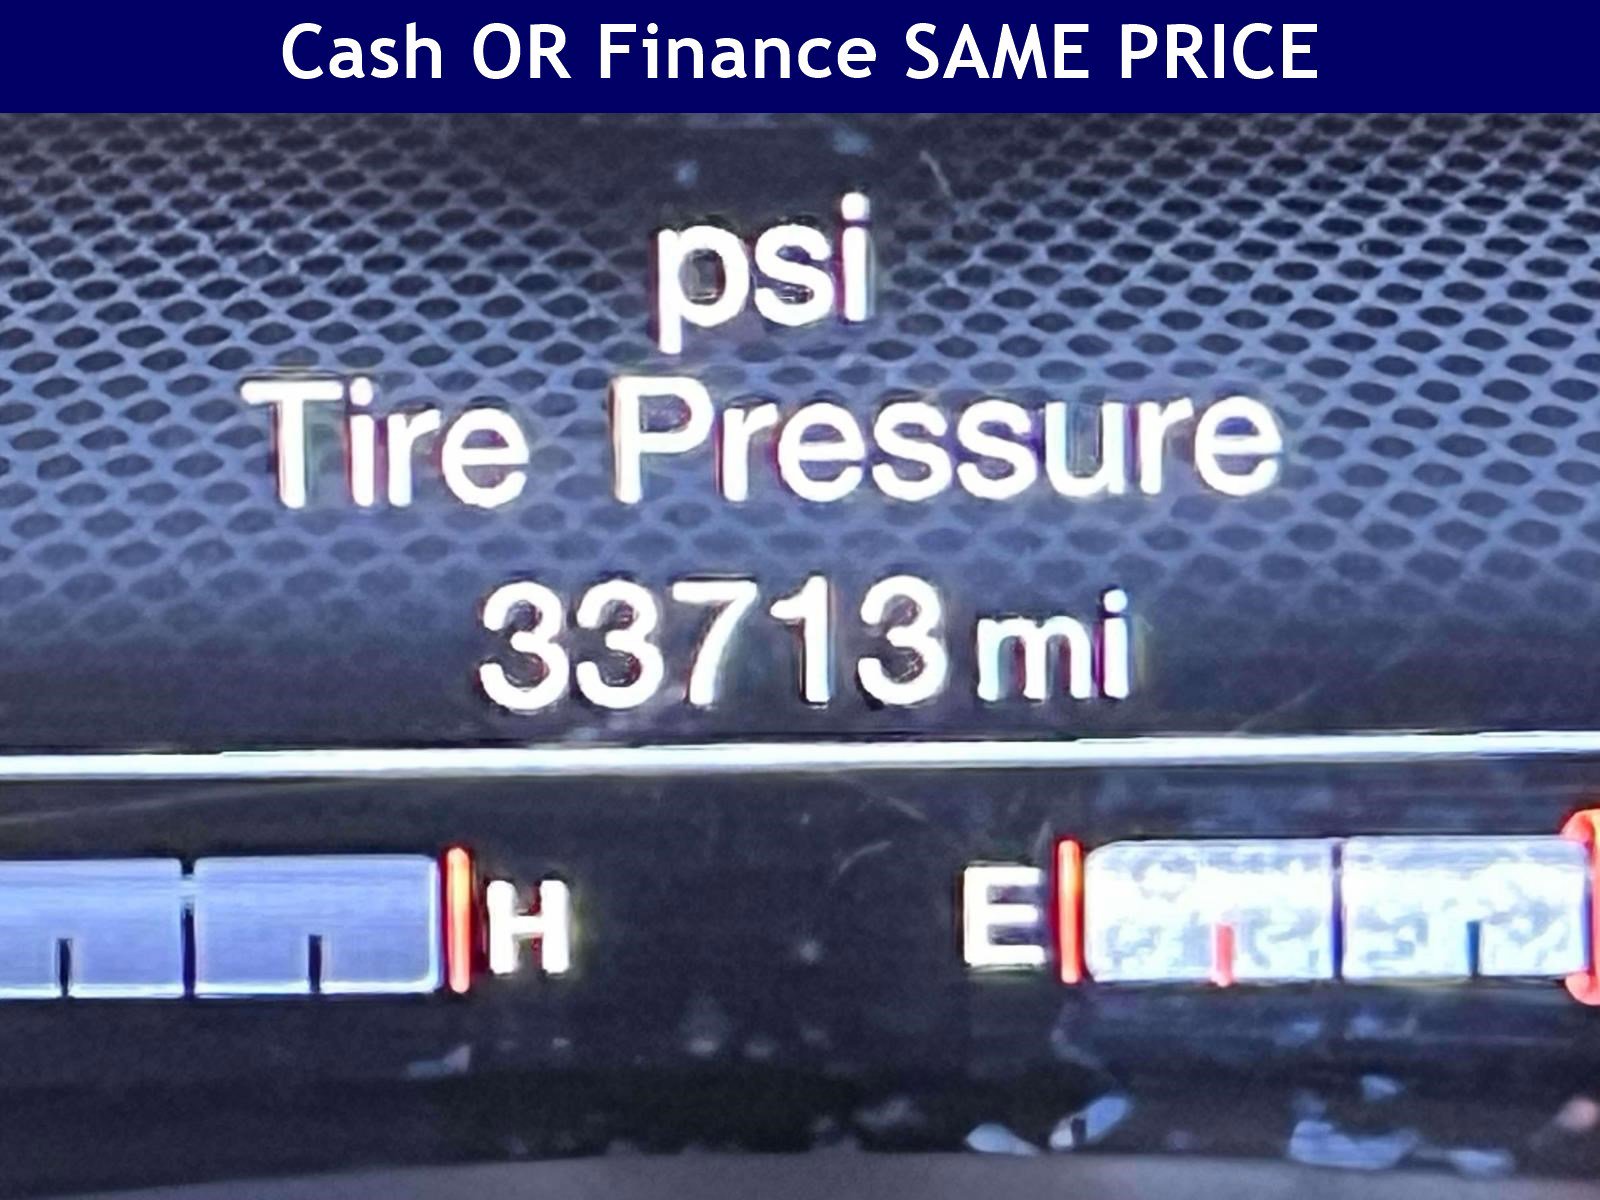 Cash OR Finance SAME PRICE
psi
Tire Pressure
33713 mi
H
E